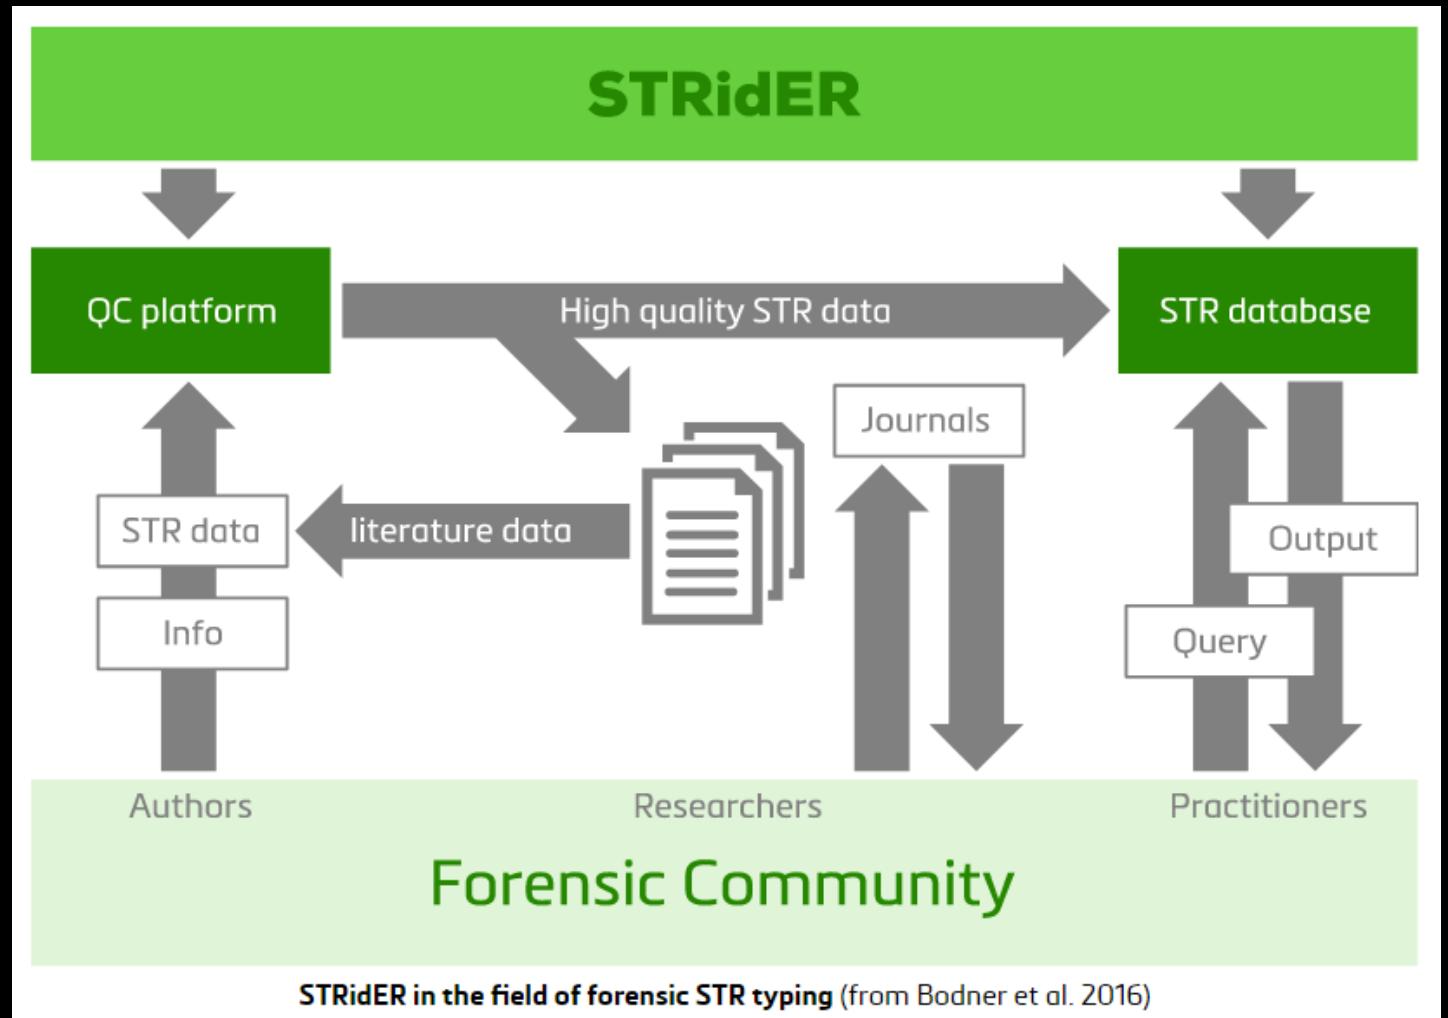 STRidER
QC platform
High quality STR data
STR database
Journals
STR data
literature data
Output
Info
Query
Authors
Researchers
Practitioners
Forensic Community
STRidER in the field of forensic STR typing (from Bodner et al. 2016)